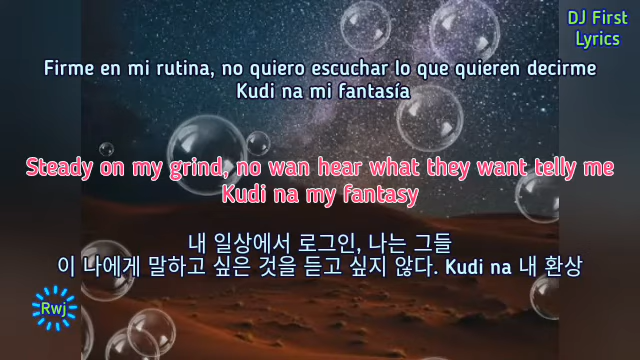 DJ First
Lyrics
Firme en mi rutina, no quiero escuchar lo que quieren decirme
Kudi na mi fantasía
Steady on my grind, no wan hear what they want telly me
Kudi na my fantasy
내 일상에서 로그인, 나는 그들
이 나에게 말하고 싶은 것을 듣고 싶지 않다. Kudi na 내 환상
Rwj